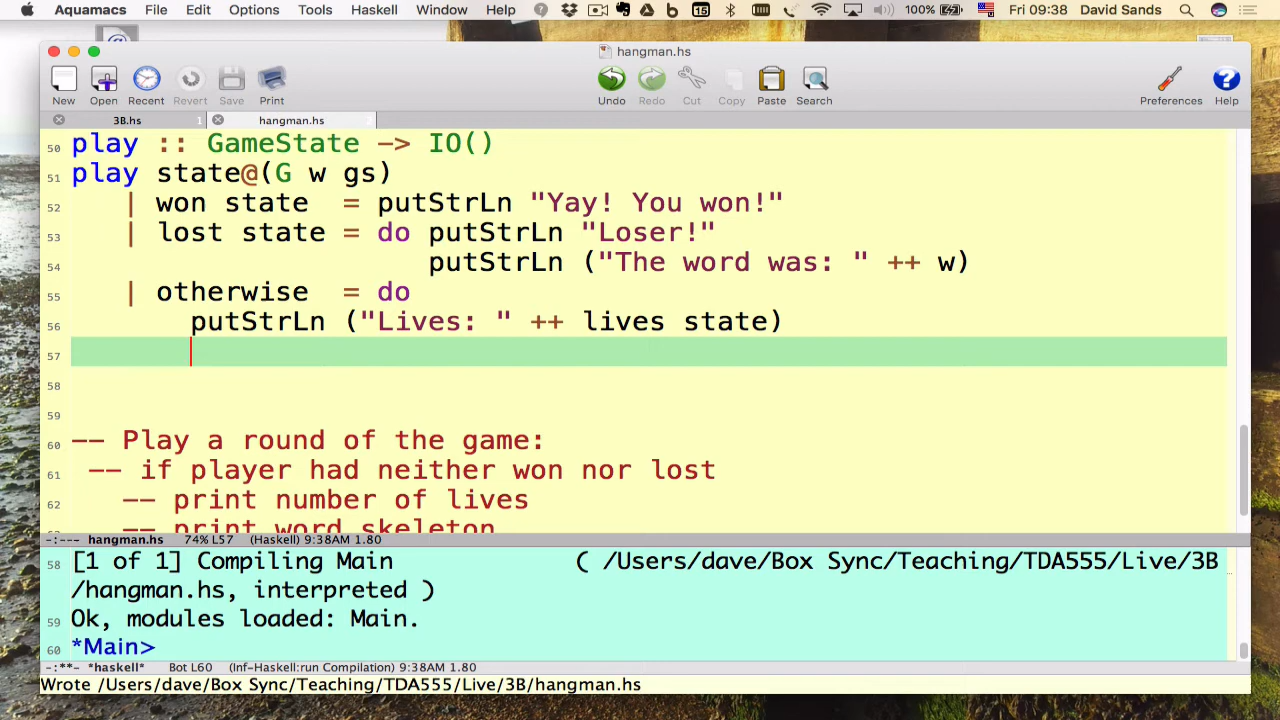 Aquamacs File Edit Options Tools Haskell Window Help 15 100% Fri 09:38 David Sands
hangman.hs
New Open Recent Revert Save Print Undo Redo Cut Copy Paste Search Preferences Help
3B.hs 1 hangman.hs 2
50 play :: GameState -> IO()
51 play state@(G w gs)
52 | won state = putStrLn "Yay! You won!"
53 | lost state = do putStrLn "Loser!"
54 putStrLn ("The word was: " ++ w)
55 | otherwise = do
56 putStrLn ("Lives: " ++ lives state)
57
58
59
60 -- Play a round of the game:
61 -- if player had neither won nor lost
62 -- print number of lives
-- print word skeleton
-:--- hangman.hs 74% L57 (Haskell) 9:38AM 1.80
58 [1 of 1] Compiling Main ( /Users/dave/Box Sync/Teaching/TDA555/Live/3B
/hangman.hs, interpreted )
59 Ok, modules loaded: Main.
60 *Main>
-:**- *haskell* Bot L60 (Inf-Haskell:run Compilation) 9:38AM 1.80
Wrote /Users/dave/Box Sync/Teaching/TDA555/Live/3B/hangman.hs